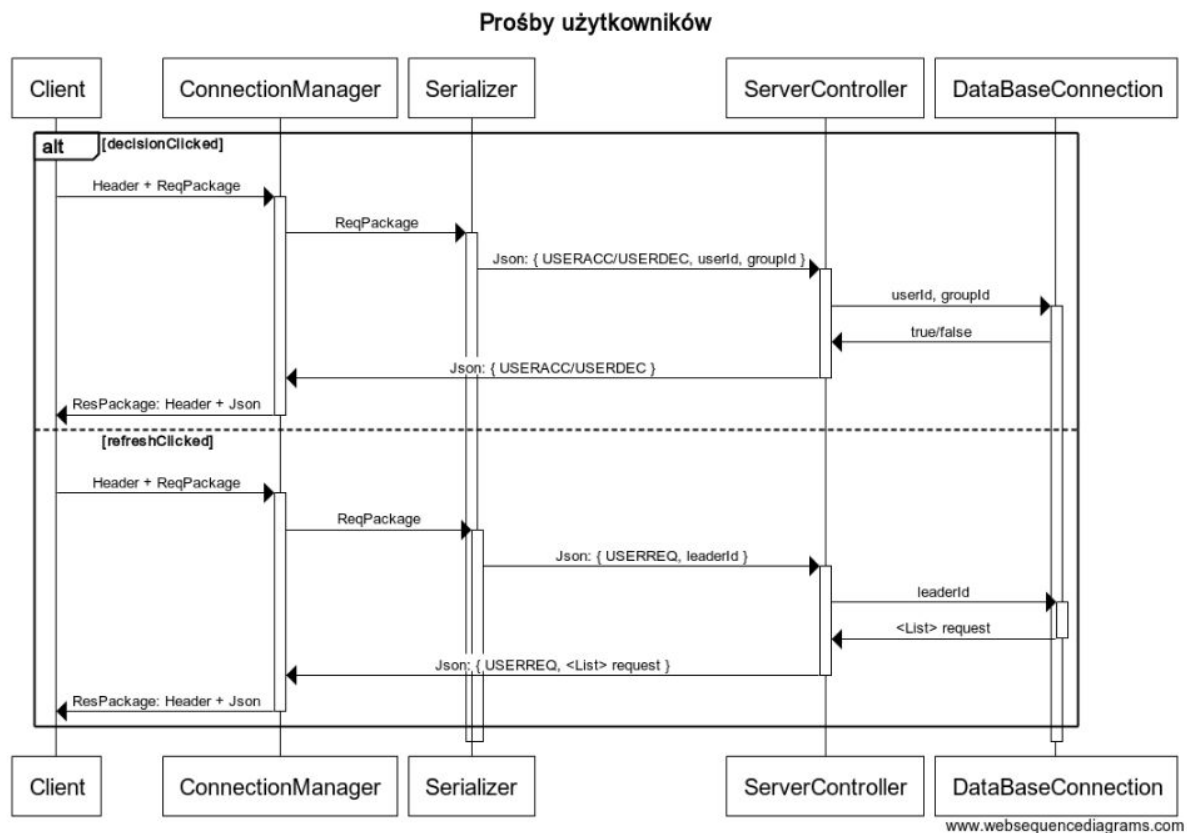 Prośby użytkowników
Client
ConnectionManager
Serializer
ServerController
DataBaseConnection
alt
[decisionClicked]
Header + ReqPackage
ReqPackage
Json: { USERACC/USERDEC, userId, groupId }
userId, groupId
true/false
Json: { USERACC/USERDEC }
ResPackage: Header + Json
[refreshClicked]
Header + ReqPackage
ReqPackage
Json: { USERREQ, leaderId }
leaderId
<List> request
Json: { USERREQ, <List> request }
ResPackage: Header + Json
Client
ConnectionManager
Serializer
ServerController
DataBaseConnection
www.websequencediagrams.com